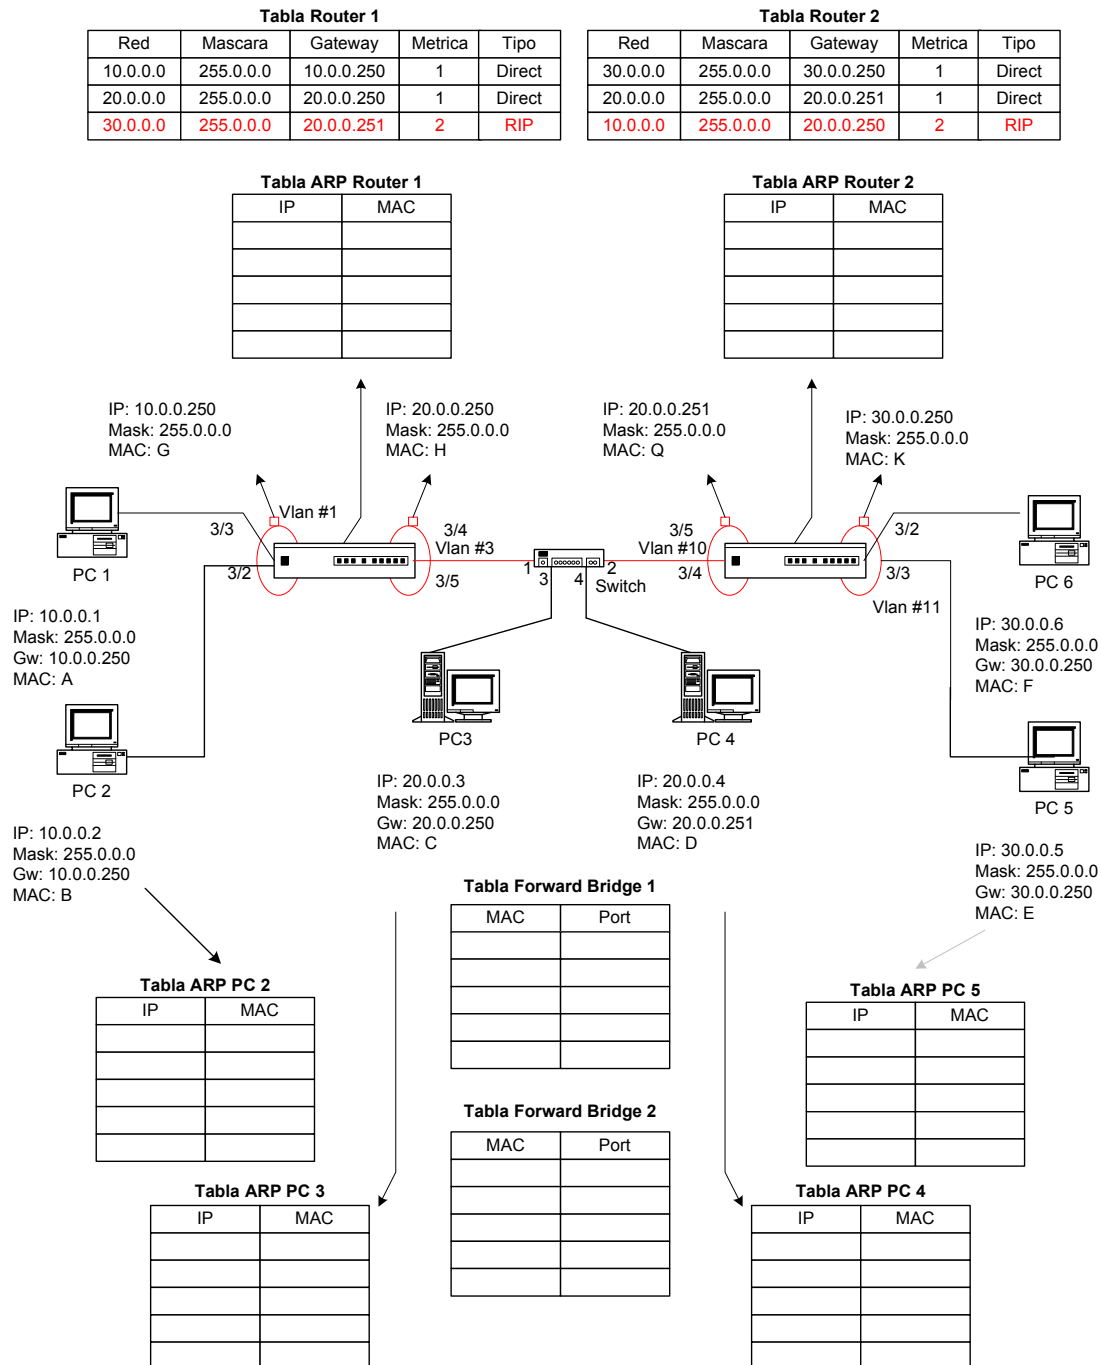 Tabla Router 1
Red Mascara Gateway Metrica Tipo
10.0.0.0 255.0.0.0 10.0.0.250 1 Direct
20.0.0.0 255.0.0.0 20.0.0.250 1 Direct
30.0.0.0 255.0.0.0 20.0.0.251 2 RIP
Tabla Router 2
Red Mascara Gateway Metrica Tipo
30.0.0.0 255.0.0.0 30.0.0.250 1 Direct
20.0.0.0 255.0.0.0 20.0.0.251 1 Direct
10.0.0.0 255.0.0.0 20.0.0.250 2 RIP
Tabla ARP Router 1
IP MAC
Tabla ARP Router 2
IP MAC
IP: 10.0.0.250
Mask: 255.0.0.0
MAC: G
IP: 20.0.0.250
Mask: 255.0.0.0
MAC: H
IP: 20.0.0.251
Mask: 255.0.0.0
MAC: Q
IP: 30.0.0.250
Mask: 255.0.0.0
MAC: K
3/3
Vlan #1
3/2
3/4
Vlan #3
3/5
1
3
4
2
Switch
3/5
Vlan #10
3/4
3/2
3/3
Vlan #11
PC 1
IP: 10.0.0.1
Mask: 255.0.0.0
Gw: 10.0.0.250
MAC: A
PC 6
IP: 30.0.0.6
Mask: 255.0.0.0
Gw: 30.0.0.250
MAC: F
PC 2
IP: 10.0.0.2
Mask: 255.0.0.0
Gw: 10.0.0.250
MAC: B
PC3
IP: 20.0.0.3
Mask: 255.0.0.0
Gw: 20.0.0.250
MAC: C
PC 4
IP: 20.0.0.4
Mask: 255.0.0.0
Gw: 20.0.0.251
MAC: D
PC 5
IP: 30.0.0.5
Mask: 255.0.0.0
Gw: 30.0.0.250
MAC: E
Tabla Forward Bridge 1
MAC Port
Tabla ARP PC 2
IP MAC
Tabla ARP PC 5
IP MAC
Tabla Forward Bridge 2
MAC Port
Tabla ARP PC 3
IP MAC
Tabla ARP PC 4
IP MAC